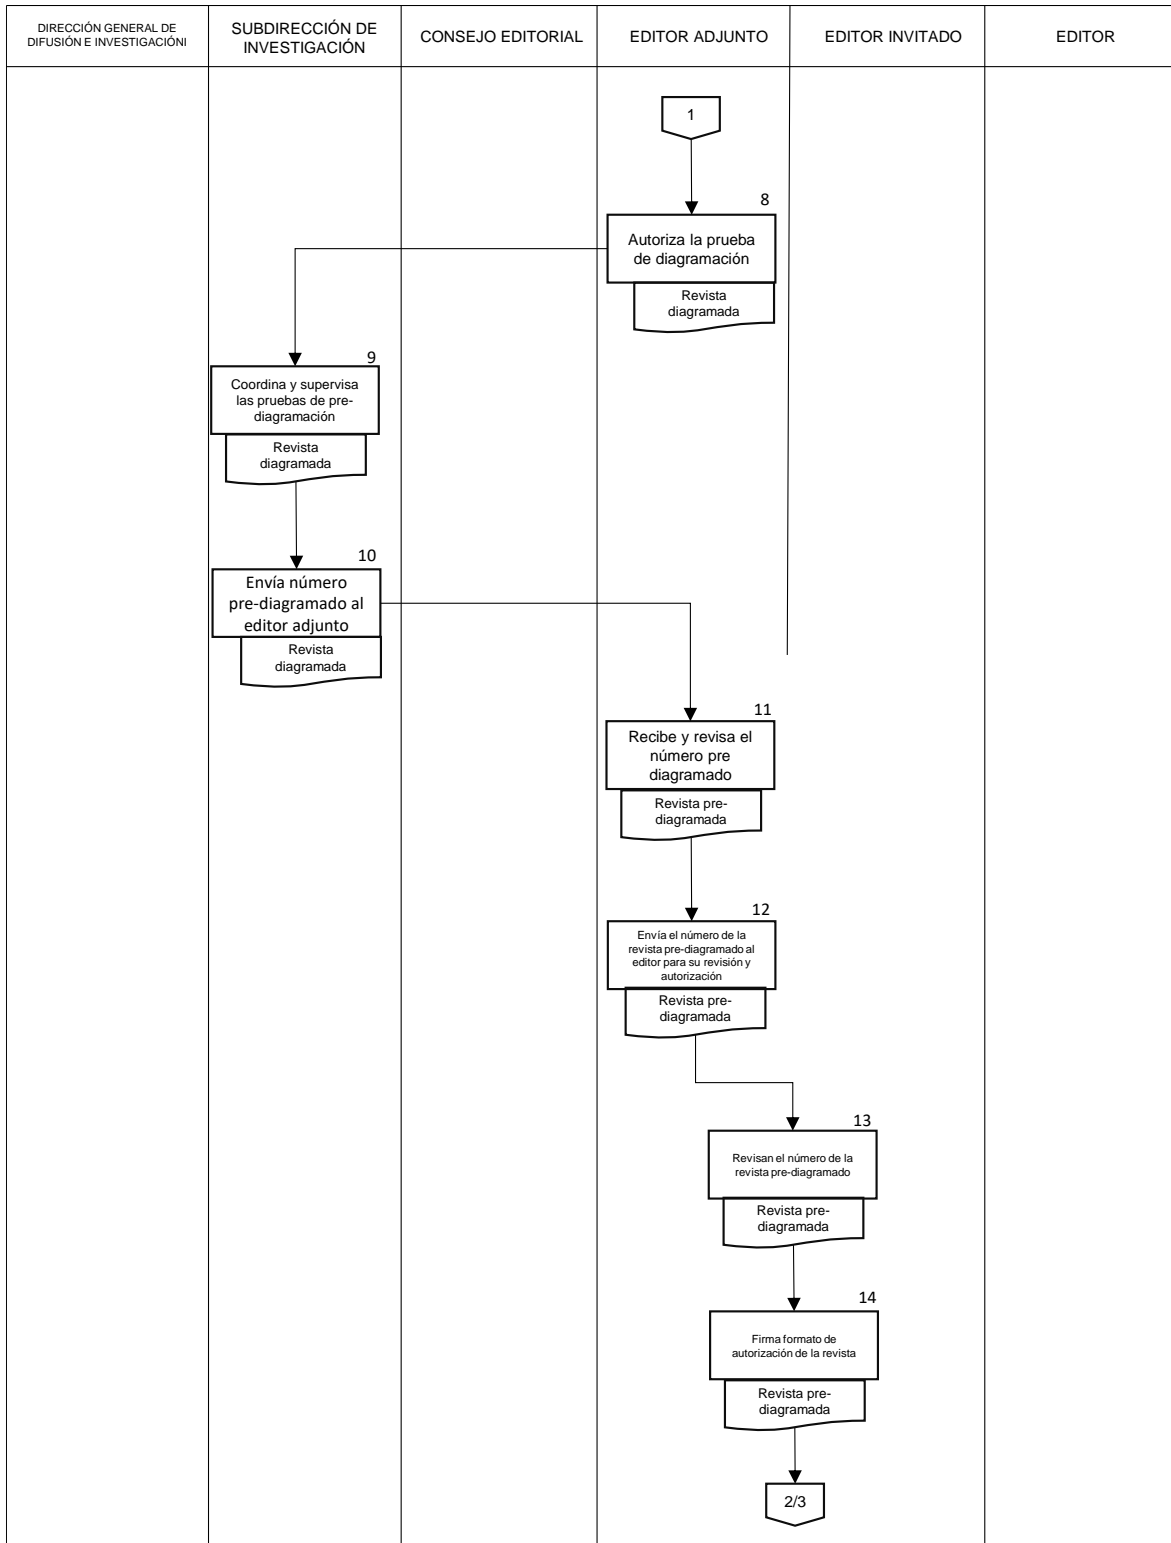 DIRECCIÓN GENERAL DE
DIFUSIÓN E INVESTIGACIÓNI
SUBDIRECCIÓN DE
INVESTIGACIÓN
CONSEJO EDITORIAL
EDITOR ADJUNTO
EDITOR INVITADO
EDITOR
1
8
Autoriza la prueba
de diagramación
Revista
diagramada
9
Coordina y supervisa
las pruebas de pre-
diagramación
Revista
diagramada
10
Envía número
pre-diagramado al
editor adjunto
Revista
diagramada
11
Recibe y revisa el
número pre
diagramado
Revista pre-
diagramada
12
Envía el número de la
revista pre-diagramado al
editor para su revisión y
autorización
Revista pre-
diagramada
13
Revisan el número de la
revista pre-diagramado
Revista pre-
diagramada
14
Firma formato de
autorización de la revista
Revista pre-
diagramada
2/3